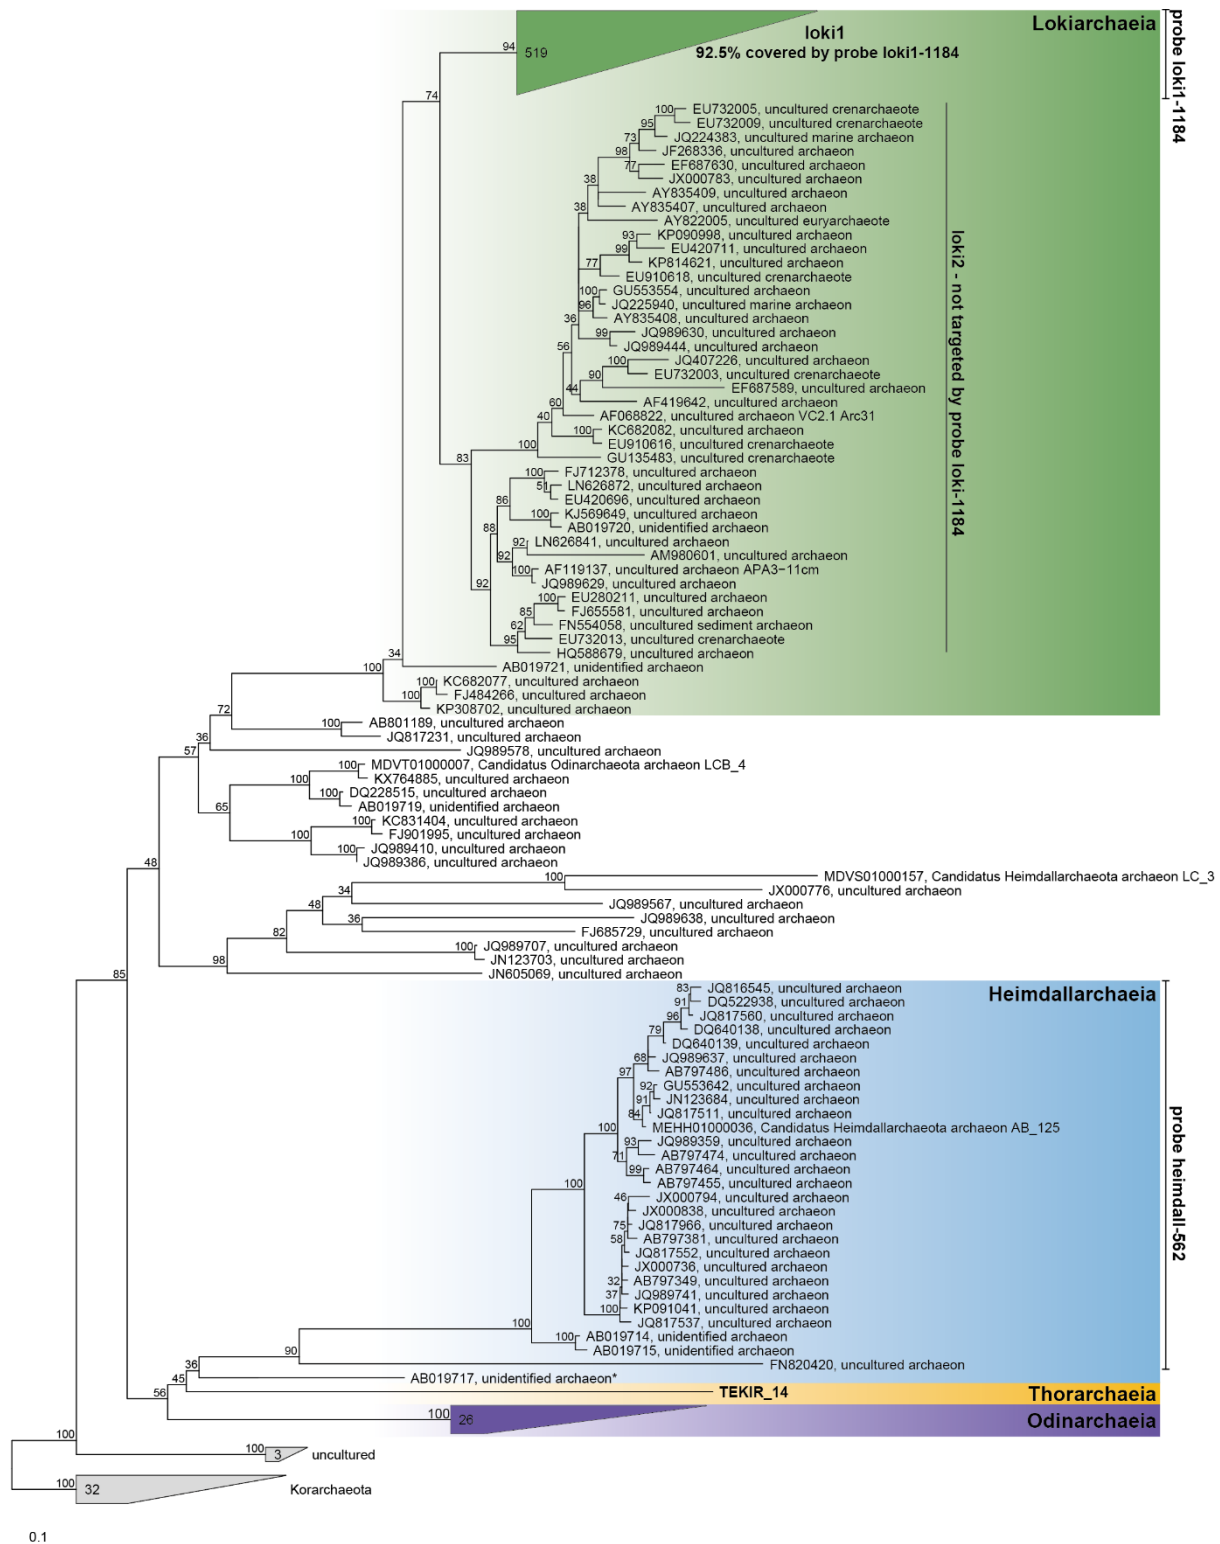 Lokiarchaeia
probe loki1-1184
loki1
92.5% covered by probe loki1-1184
94
519
74
100
EU732005, uncultured crenarchaeote
95
EU732009, uncultured crenarchaeote
73
JQ224383, uncultured marine archaeon
98
JF268336, uncultured archaeon
77
EF687630, uncultured archaeon
38
JX000783, uncultured archaeon
AY835409, uncultured archaeon
38
AY835407, uncultured archaeon
AY822005, uncultured euryarchaeote
93
KP090998, uncultured archaeon
99
EU420711, uncultured archaeon
77
KP814621, uncultured archaeon
EU910618, uncultured crenarchaeote
100
GU553554, uncultured archaeon
96
JQ225940, uncultured marine archaeon
36
AY835408, uncultured archaeon
99
JQ989630, uncultured archaeon
56
JQ989444, uncultured archaeon
100
JQ407226, uncultured archaeon
90
EU732003, uncultured crenarchaeote
44
EF687589, uncultured archaeon
60
AF419642, uncultured archaeon
40
AF068822, uncultured archaeon VC2.1 Arc31
100
KC682082, uncultured archaeon
100
EU910616, uncultured crenarchaeote
83
GU135483, uncultured crenarchaeote
loki2 - not targeted by probe loki-1184
100
FJ712378, uncultured archaeon
51
LN626872, uncultured archaeon
86
EU420696, uncultured archaeon
100
KJ569649, uncultured archaeon
88
AB019720, unidentified archaeon
92
LN626841, uncultured archaeon
92
AM980601, uncultured archaeon
100
AF119137, uncultured archaeon APA3−11cm
92
JQ989629, uncultured archaeon
100
EU280211, uncultured archaeon
85
FJ655581, uncultured archaeon
62
FN554058, uncultured sediment archaeon
95
EU732013, uncultured crenarchaeote
34
HQ588679, uncultured archaeon
100
AB019721, unidentified archaeon
100
KC682077, uncultured archaeon
100
FJ484266, uncultured archaeon
72
KP308702, uncultured archaeon
100
AB801189, uncultured archaeon
36
JQ817231, uncultured archaeon
57
JQ989578, uncultured archaeon
100
MDVT01000007, Candidatus Odinarchaeota archaeon LCB_4
100
KX764885, uncultured archaeon
100
DQ228515, uncultured archaeon
65
AB019719, unidentified archaeon
100
KC831404, uncultured archaeon
100
FJ901995, uncultured archaeon
100
JQ989410, uncultured archaeon
48
JQ989386, uncultured archaeon
100
MDVS01000157, Candidatus Heimdallarchaeota archaeon LC_3
34
JX000776, uncultured archaeon
48
JQ989567, uncultured archaeon
36
JQ989638, uncultured archaeon
82
FJ685729, uncultured archaeon
100
JQ989707, uncultured archaeon
98
JN123703, uncultured archaeon
85
JN605069, uncultured archaeon
Heimdallarchaeia
probe heimdall-562
83
JQ816545, uncultured archaeon
91
DQ522938, uncultured archaeon
96
JQ817560, uncultured archaeon
79
DQ640138, uncultured archaeon
DQ640139, uncultured archaeon
68
JQ989637, uncultured archaeon
97
AB797486, uncultured archaeon
92
GU553642, uncultured archaeon
91
JN123684, uncultured archaeon
84
JQ817511, uncultured archaeon
100
MEHH01000036, Candidatus Heimdallarchaeota archaeon AB_125
93
JQ989359, uncultured archaeon
71
AB797474, uncultured archaeon
99
AB797464, uncultured archaeon
100
AB797455, uncultured archaeon
46
JX000794, uncultured archaeon
JX000838, uncultured archaeon
75
JQ817966, uncultured archaeon
58
AB797381, uncultured archaeon
JQ817552, uncultured archaeon
JX000736, uncultured archaeon
32
AB797349, uncultured archaeon
37
JQ989741, uncultured archaeon
100
KP091041, uncultured archaeon
100
JQ817537, uncultured archaeon
100
AB019714, unidentified archaeon
90
AB019715, unidentified archaeon
36
FN820420, uncultured archaeon
45
AB019717, unidentified archaeon*
56
TEKIR_14
Thorarchaeia
100
26
Odinarchaeia
100
100
3
uncultured
100
32
Korarchaeota
0.1